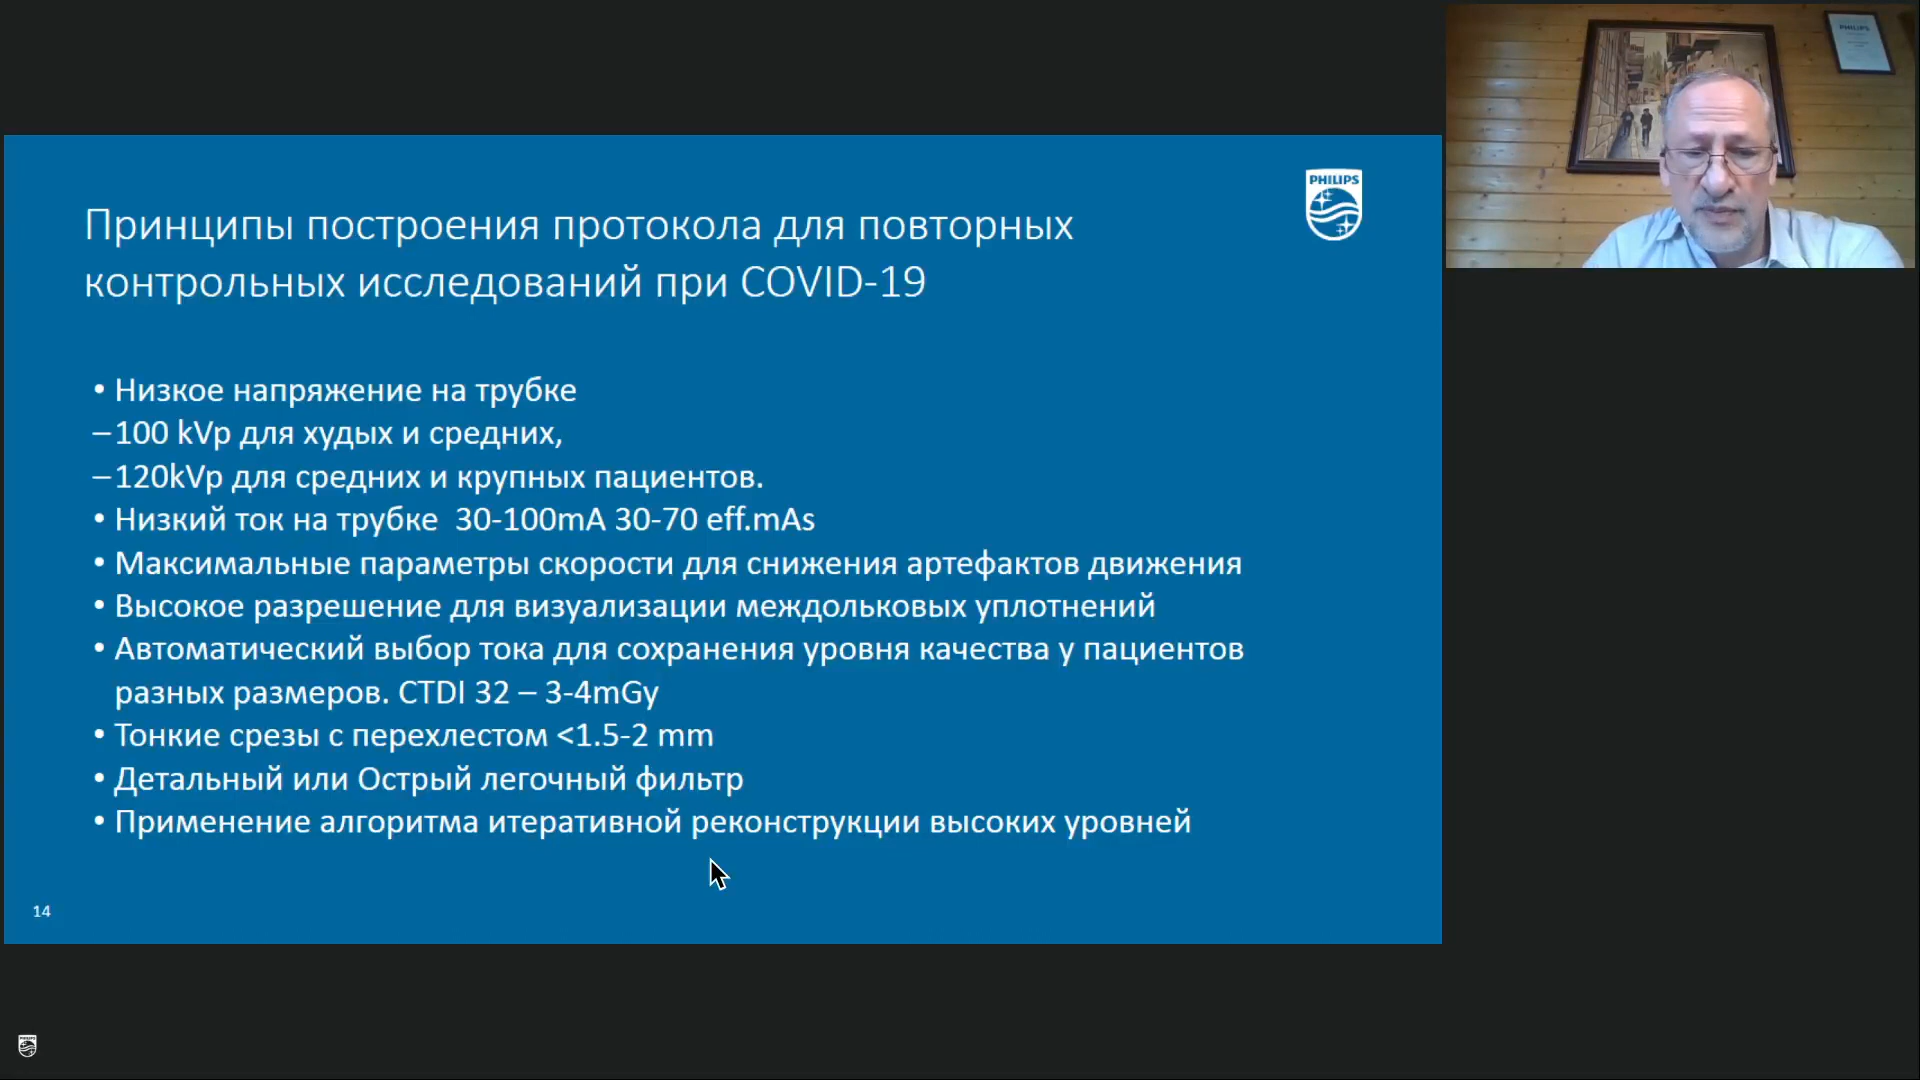 PHILIPS
PHILIPS
Принципы построения протокола для повторных
контрольных исследований при COVID-19
• Низкое напряжение на трубке
–100 kVp для худых и средних,
–120kVp для средних и крупных пациентов.
• Низкий ток на трубке  30-100mA 30-70 eff.mAs
• Максимальные параметры скорости для снижения артефактов движения
• Высокое разрешение для визуализации междольковых уплотнений
• Автоматический выбор тока для сохранения уровня качества у пациентов
разных размеров. CTDI 32 – 3-4mGy
• Тонкие срезы с перехлестом <1.5-2 mm
• Детальный или Острый легочный фильтр
• Применение алгоритма итеративной реконструкции высоких уровней
14